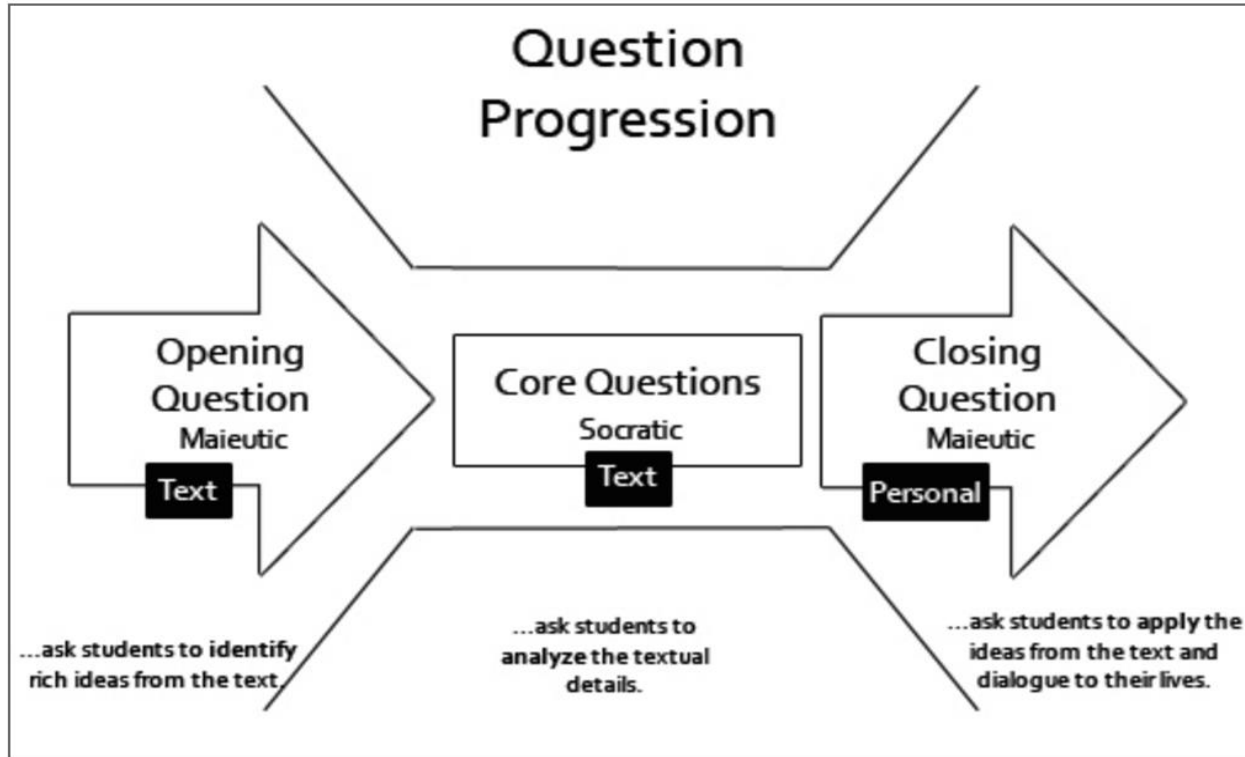 Question
Progression
Opening
Question
Maieutic
Text
Core Questions
Socratic
Text
Closing
Question
Maieutic
Personal
...ask students to identify
rich ideas from the text.
...ask students to
analyze the textual
details.
...ask students to apply the
ideas from the text and
dialogue to their lives.